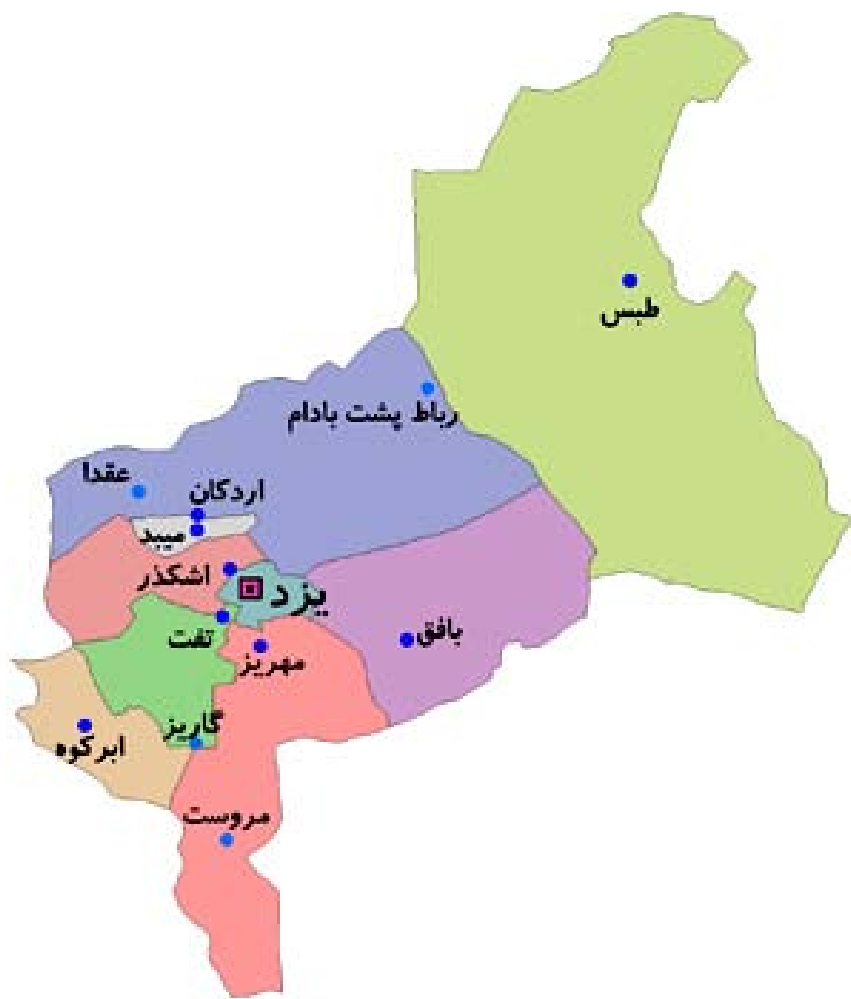 طبس
رباط پشت بادام
عقدا
اردکان
میبد
اشکذر
یزد
تفت
بافق
مهریز
گاریز
ابرکوه
مروست